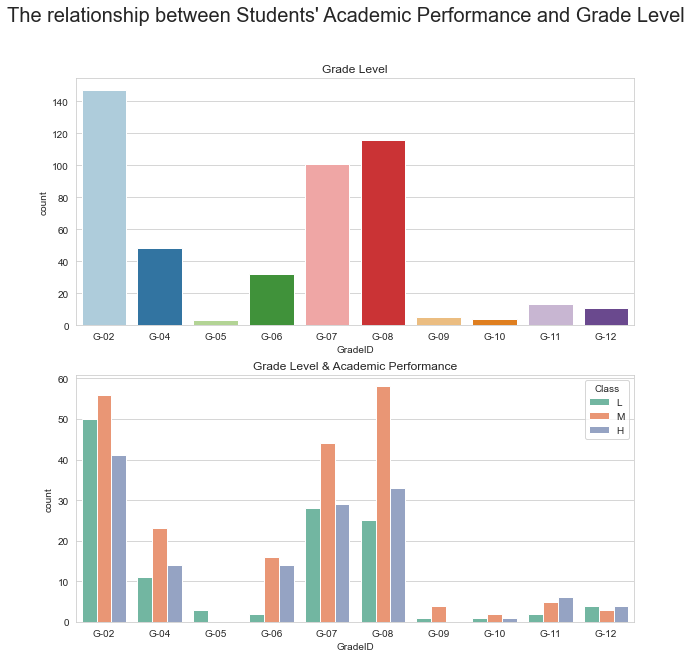 The relationship between Students' Academic Performance and Grade Level
Grade Level
140
120
100
80
60
40
20
0
count
G-02 G-04 G-05 G-06 G-07 G-08 G-09 G-10 G-11 G-12
GradeID
Grade Level & Academic Performance
60
50
40
30
20
10
0
count
Class
L
M
H
G-02 G-04 G-05 G-06 G-07 G-08 G-09 G-10 G-11 G-12
GradeID